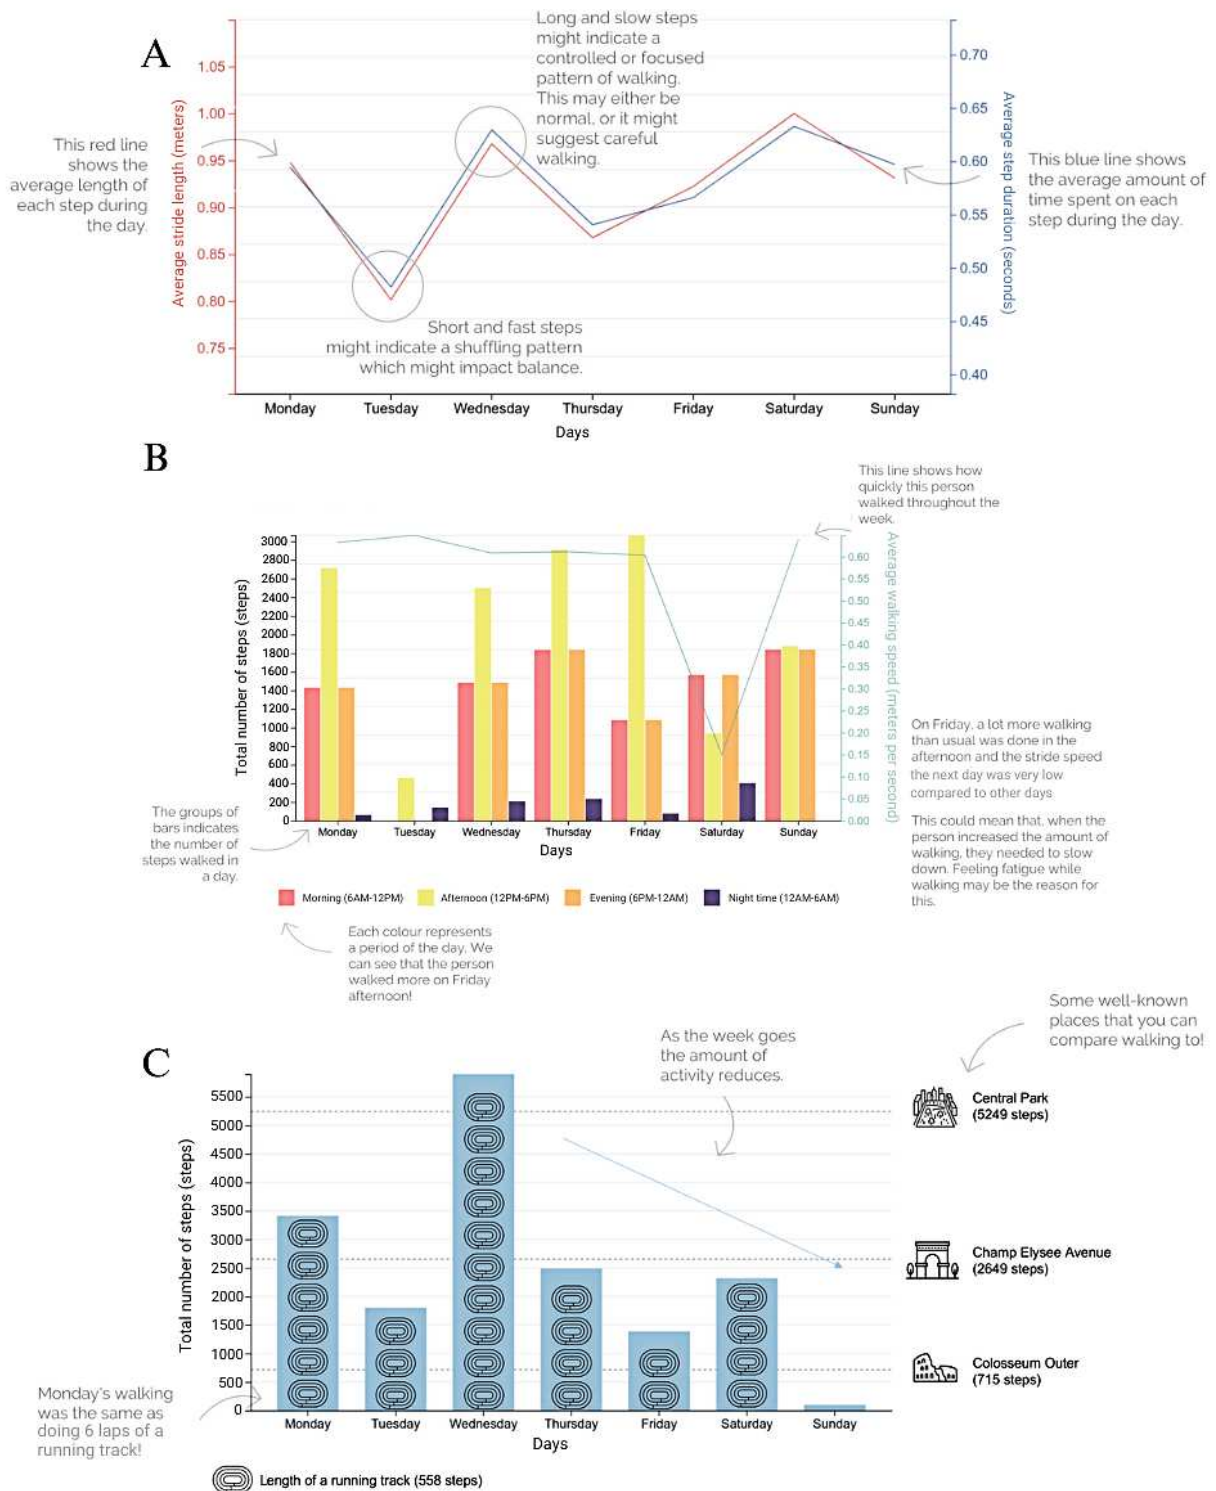 A
Long and slow steps
might indicate a
controlled or focused
pattern of walking.
This may either be
normal, or it might
suggest careful
walking.
This red line
shows the
average length of
each step during
the day.
Average stride length (meters)
1.05
1.00
0.95
0.90
0.85
0.80
0.75
0.70
0.65
0.60
0.55
0.50
0.45
0.40
Average step duration (seconds)
This blue line shows
the average amount of
time spent on each
step during the day.
Short and fast steps
might indicate a shuffling pattern
which might impact balance.
Monday Tuesday Wednesday Thursday Friday Saturday Sunday
Days
B
This line shows how
quickly this person
walked throughout the
week.
Total number of steps (steps)
3000
2800
2600
2400
2200
2000
1800
1600
1400
1200
1000
800
600
400
200
0
0.60
0.55
0.50
0.45
0.40
0.35
0.30
0.25
0.20
0.15
0.10
0.05
0.00
Average walking speed (meters per second)
On Friday, a lot more walking
than usual was done in the
afternoon and the stride speed
the next day was very low
compared to other days
This could mean that, when the
person increased the amount of
walking, they needed to slow
down. Feeling fatigue while
walking may be the reason for
this.
The groups of
bars indicates
the number of
steps walked in
a day.
Monday Tuesday Wednesday Thursday Friday Saturday Sunday
Days
Morning (6AM-12PM) Afternoon (12PM-6PM) Evening (6PM-12AM) Night time (12AM-6AM)
Each colour represents
a period of the day. We
can see that the person
walked more on Friday
afternoon!
C
As the week goes
the amount of
activity reduces.
Some well-known
places that you can
compare walking to!
Total number of steps (steps)
5500
5000
4500
4000
3500
3000
2500
2000
1500
1000
500
0
Central Park
(5249 steps)
Champ Elysee Avenue
(2649 steps)
Colosseum Outer
(715 steps)
Monday's walking
was the same as
doing 6 laps of a
running track!
Monday Tuesday Wednesday Thursday Friday Saturday Sunday
Days
Length of a running track (558 steps)